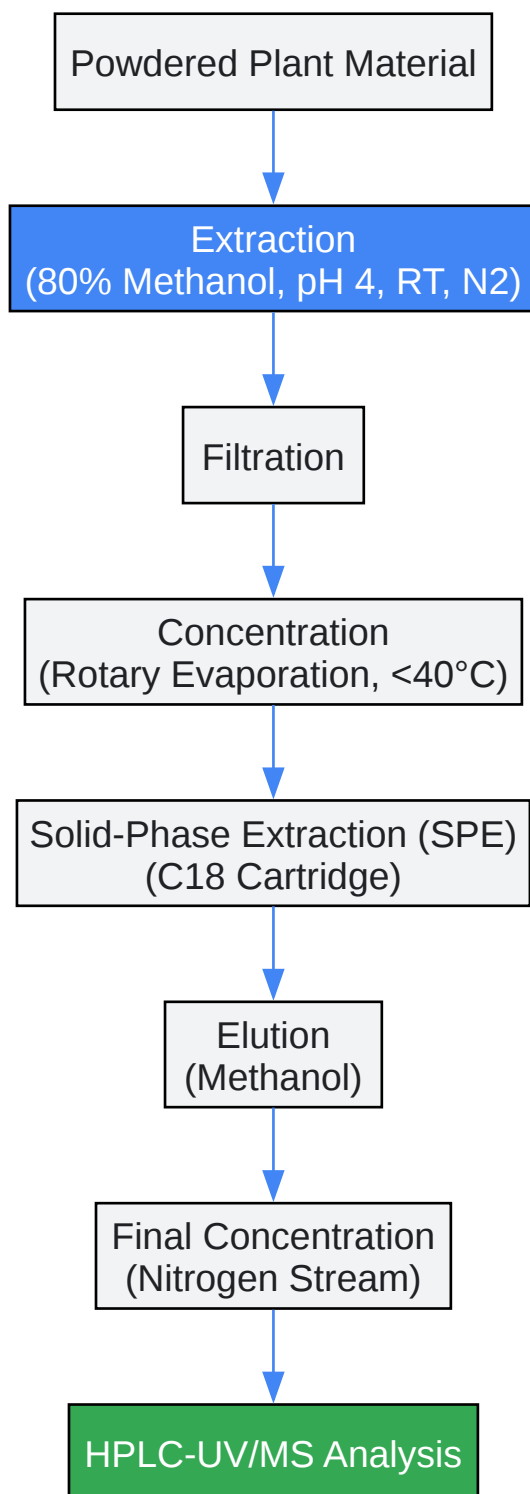 Powdered Plant Material
Extraction
(80% Methanol, pH 4, RT, N2)
Filtration
Concentration
(Rotary Evaporation, <40°C)
Solid-Phase Extraction (SPE)
(C18 Cartridge)
Elution
(Methanol)
Final Concentration
(Nitrogen Stream)
HPLC-UV/MS Analysis